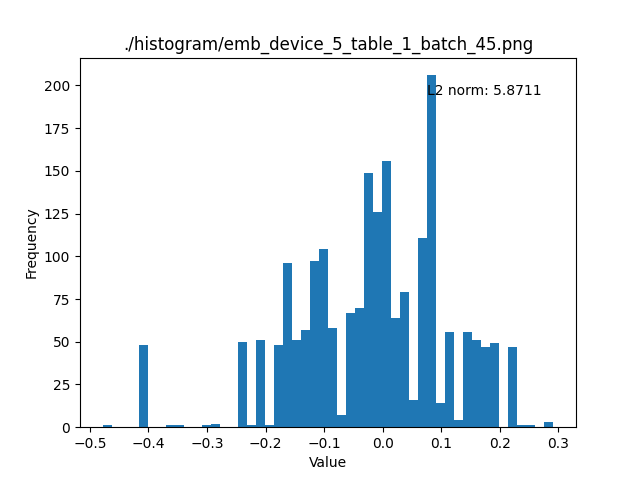 ./histogram/emb_device_5_table_1_batch_45.png
L2 norm: 5.8711
200
175
150
125
100
75
50
25
0
Frequency
−0.5 −0.4 −0.3 −0.2 −0.1 0.0 0.1 0.2 0.3
Value